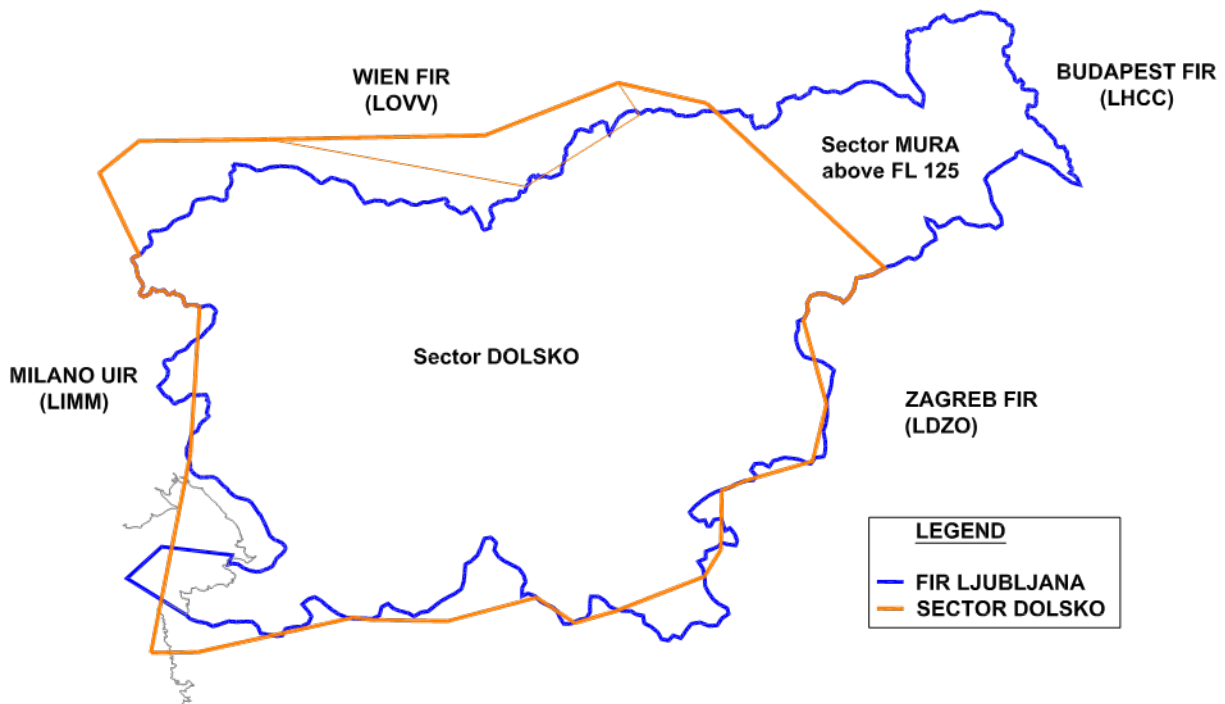 WIEN FIR
(LOVV)
BUDAPEST FIR
(LHCC)
Sector MURA
above FL 125
Sector DOLSKO
MILANO UIR
(LIMM)
ZAGREB FIR
(LDZO)
LEGEND
FIR LJUBLJANA
SECTOR DOLSKO